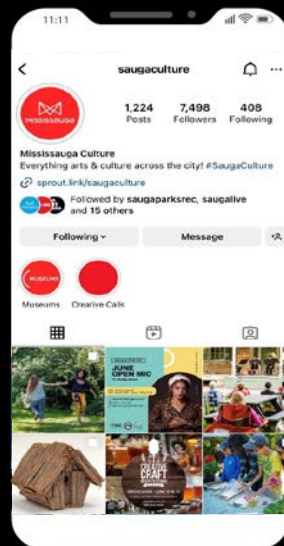 11:11
saugaculture
MISSISSAUGA
1,224 7,498 408
Posts Followers Following
Mississauga Culture
Everything arts & culture across the city! #SaugaCulture
sprout.link/saugaculture
Followed by saugaparksrec, saugalive
and 15 others
Following Message
MUSEUMS
Museums Creative Calls
JUNE
OPEN MIC
CREATIVE
CRAFT